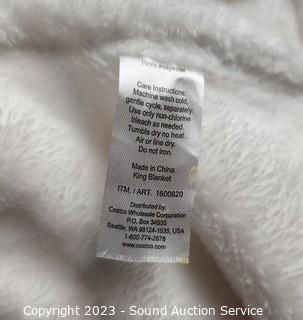 100% Polyester
Care Instructions:
Machine wash cold,
gentle cycle, separately.
Use only non-chlorine
bleach as needed.
Tumble dry no heat.
Air or line dry.
Do not iron.
Made in China
King Blanket
ITM. / ART. 1600820
Distributed by:
Costco Wholesale Corporation
P.O. Box 34535
Seattle, WA 98124-1535, USA
1-800-774-2678
www.costco.com
Copyright 2023 - Sound Auction Service